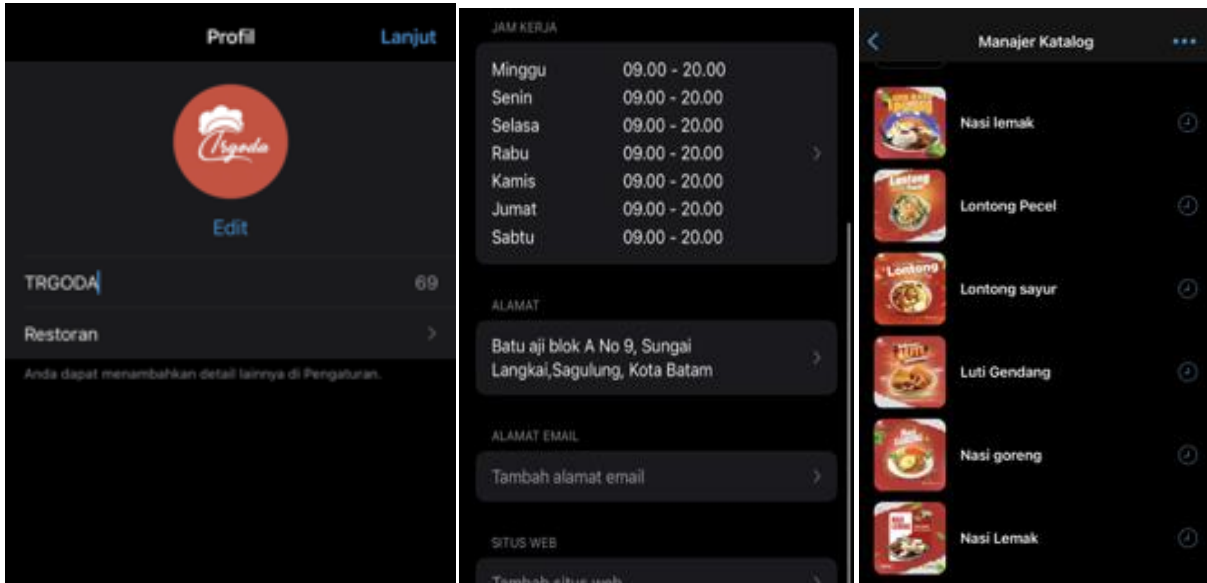 Profil
Lanjut
Trgoda
Edit
TRGODA 69
Restoran
Anda dapat menambahkan detail lainnya di Pengaturan.
JAM KERJA
Minggu 09.00 - 20.00
Senin 09.00 - 20.00
Selasa 09.00 - 20.00
Rabu 09.00 - 20.00
Kamis 09.00 - 20.00
Jumat 09.00 - 20.00
Sabtu 09.00 - 20.00
ALAMAT
Batu aji blok A No 9, Sungai
Langkai,Sagulung, Kota Batam
ALAMAT EMAIL
Tambah alamat email
SITUS WEB
Tambah situs web
Manajer Katalog
Nasi lemak
Lontong
Lontong Pecel
Lontong
Lontong sayur
Luti Gendang
Nasi goreng
Nasi Lemak